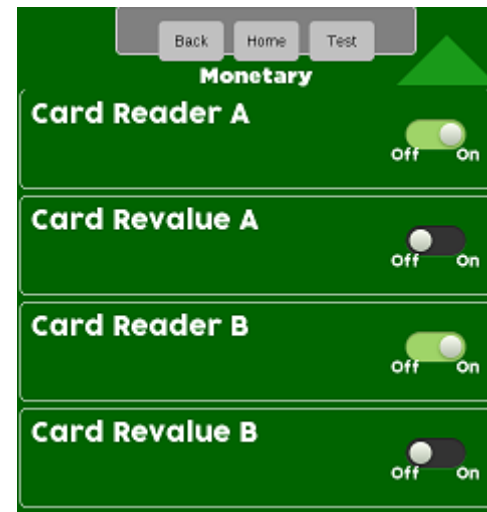 Back Home Test
Monetary
Card Reader A
Off On
Card Revalue A
Off On
Card Reader B
Off On
Card Revalue B
Off On